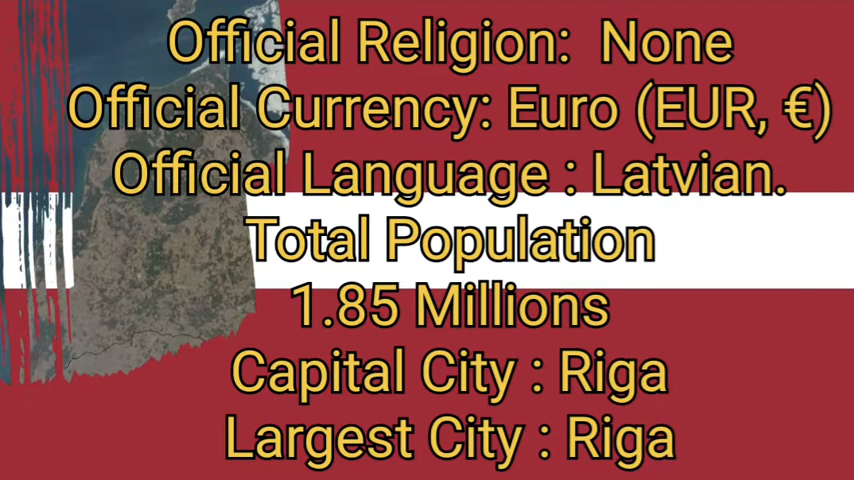 Official Religion:  None
Official Currency: Euro (EUR, €)
Official Language : Latvian.
Total Population
1.85 Millions
Capital City : Riga
Largest City : Riga